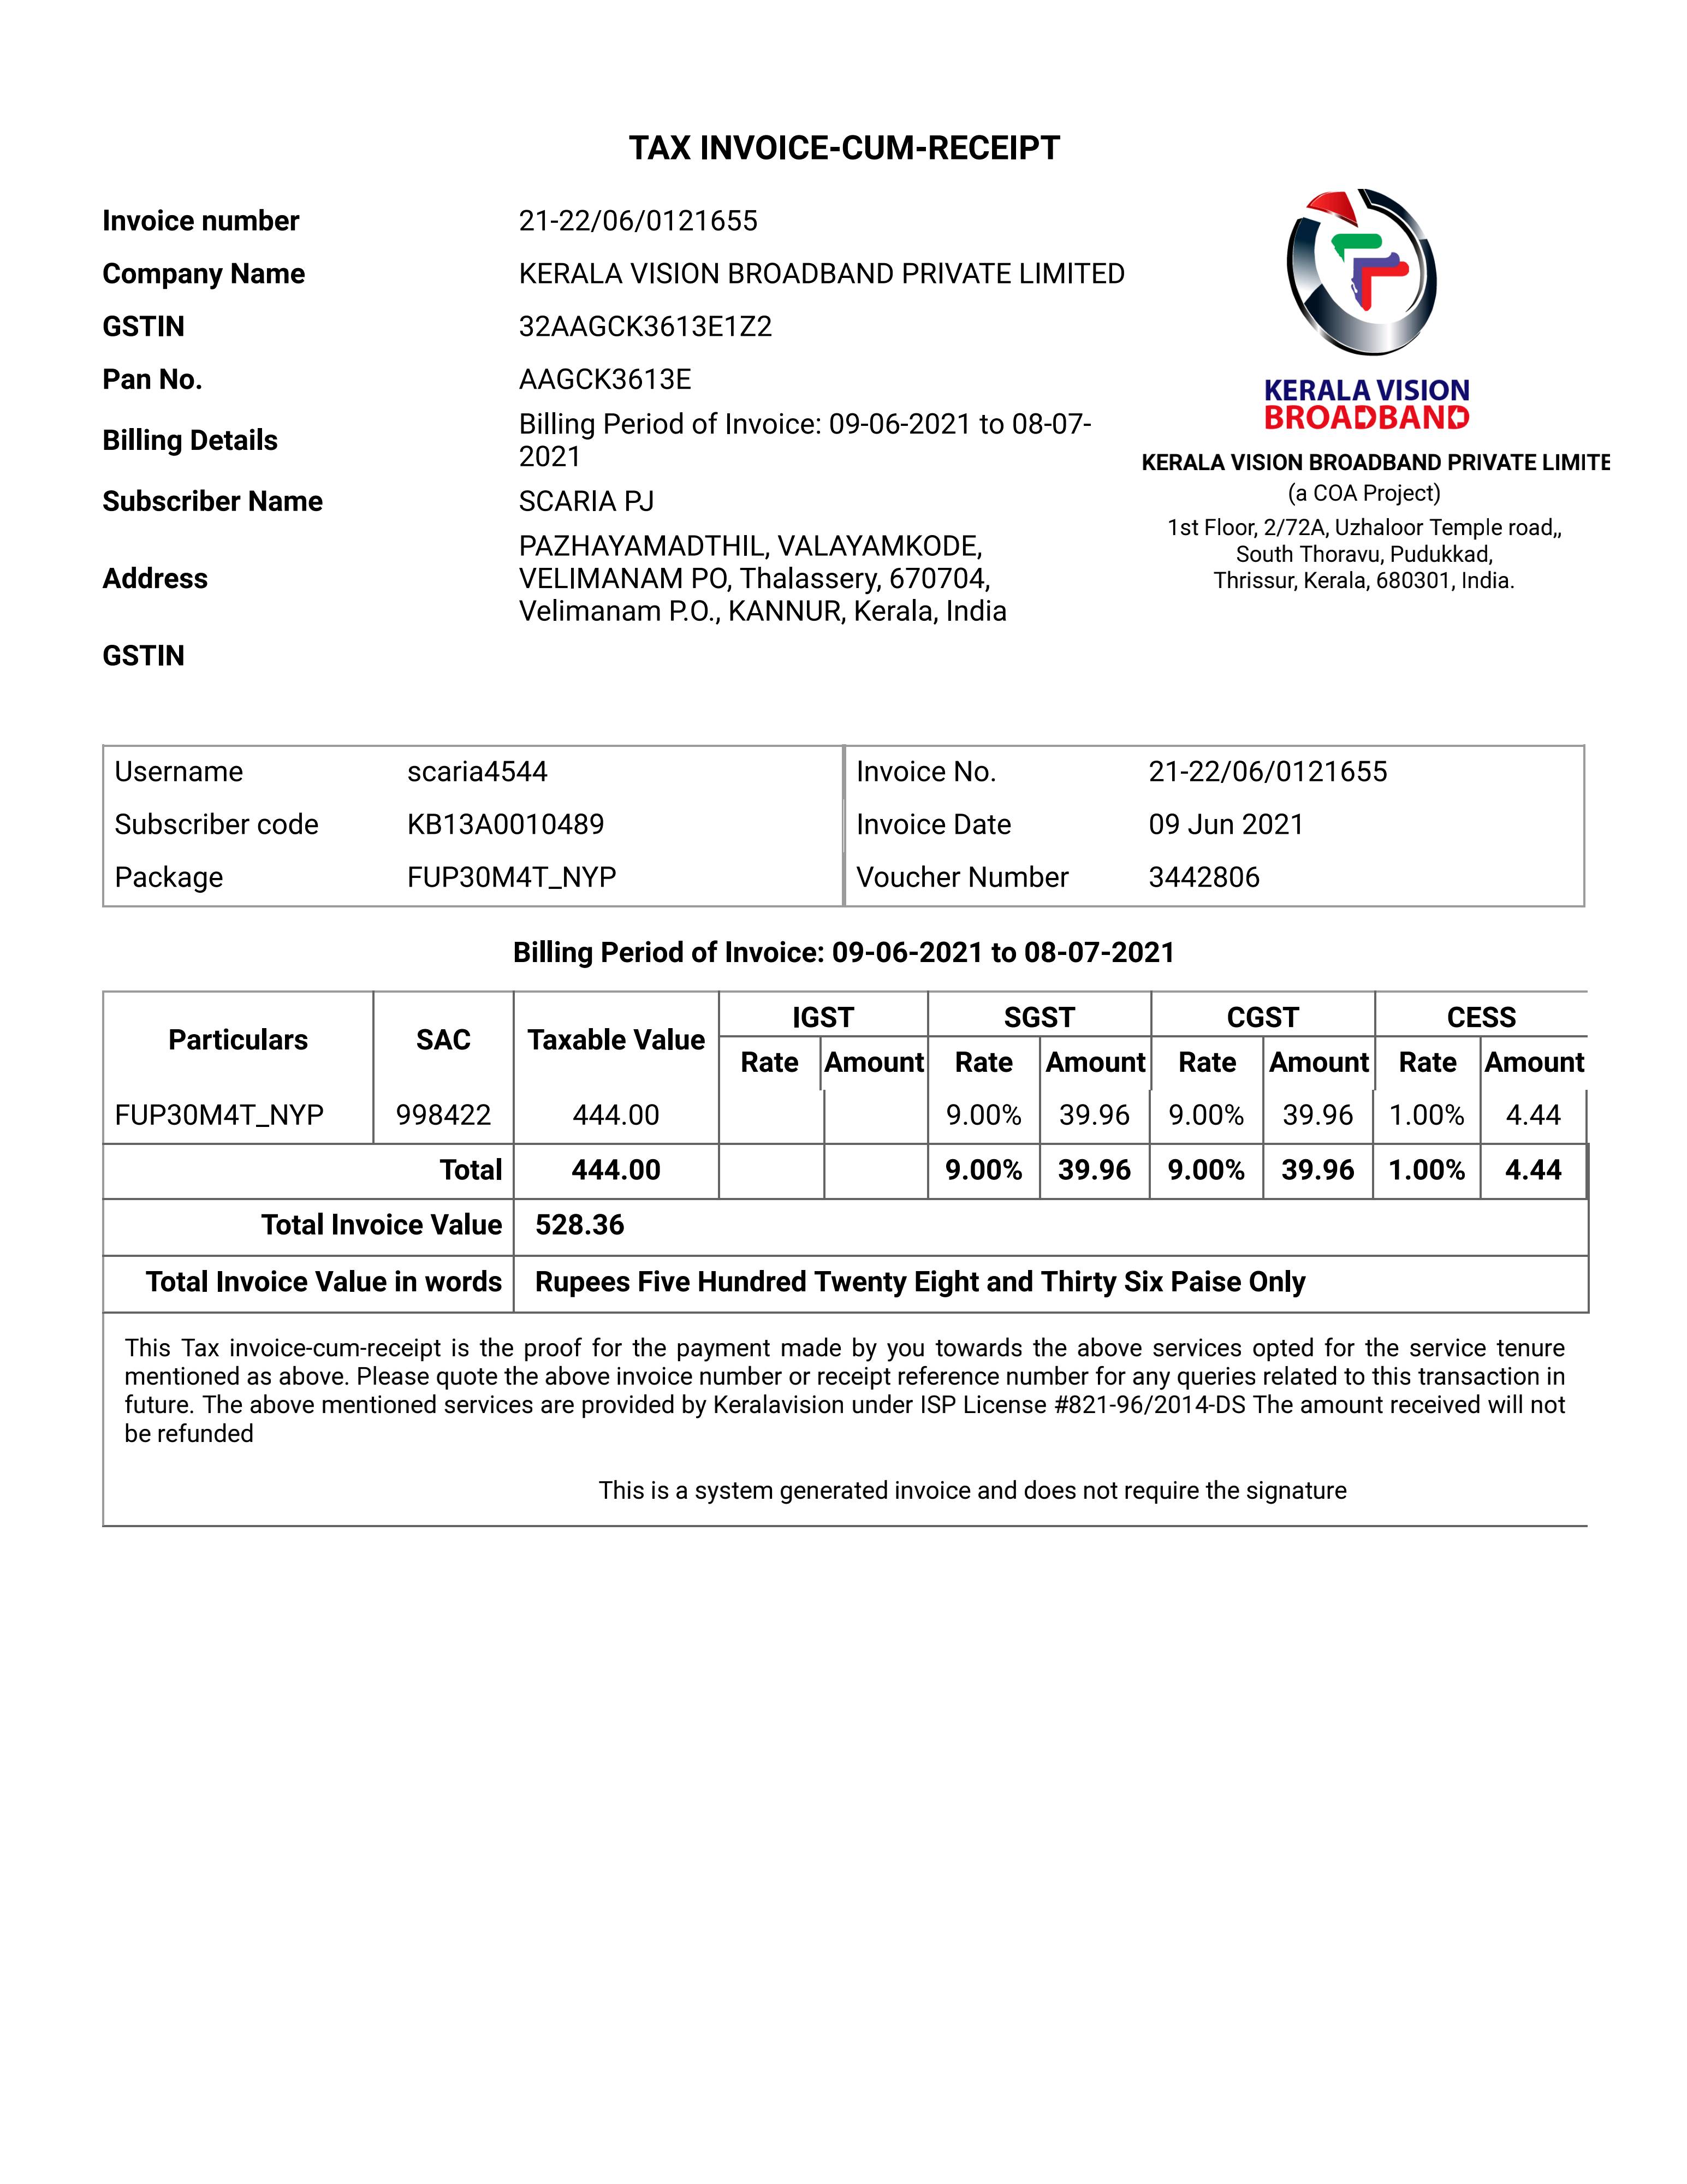 TAX INVOICE-CUM-RECEIPT
Invoice number 21-22/06/0121655
Company Name KERALA VISION BROADBAND PRIVATE LIMITED
GSTIN 32AAGCK3613E1Z2
Pan No. AAGCK3613E
Billing Details Billing Period of Invoice: 09-06-2021 to 08-07-
2021
Subscriber Name SCARIA PJ
Address PAZHAYAMADTHIL, VALAYAMKODE,
VELIMANAM PO, Thalassery, 670704,
Velimanam P.O., KANNUR, Kerala, India
GSTIN
KERALA VISION
BROADBAND
KERALA VISION BROADBAND PRIVATE LIMITE
(a COA Project)
1st Floor, 2/72A, Uzhaloor Temple road,,
South Thoravu, Pudukkad,
Thrissur, Kerala, 680301, India.
Username scaria4544 Invoice No. 21-22/06/0121655
Subscriber code KB13A0010489 Invoice Date 09 Jun 2021
Package FUP30M4T_NYP Voucher Number 3442806
Billing Period of Invoice: 09-06-2021 to 08-07-2021
Particulars SAC Taxable Value IGST SGST CGST CESS
Rate Amount Rate Amount Rate Amount Rate Amount
FUP30M4T_NYP 998422 444.00 9.00% 39.96 9.00% 39.96 1.00% 4.44
Total 444.00 9.00% 39.96 9.00% 39.96 1.00% 4.44
Total Invoice Value 528.36
Total Invoice Value in words Rupees Five Hundred Twenty Eight and Thirty Six Paise Only
This Tax invoice-cum-receipt is the proof for the payment made by you towards the above services opted for the service tenure
mentioned as above. Please quote the above invoice number or receipt reference number for any queries related to this transaction in
future. The above mentioned services are provided by Keralavision under ISP License #821-96/2014-DS The amount received will not
be refunded
This is a system generated invoice and does not require the signature